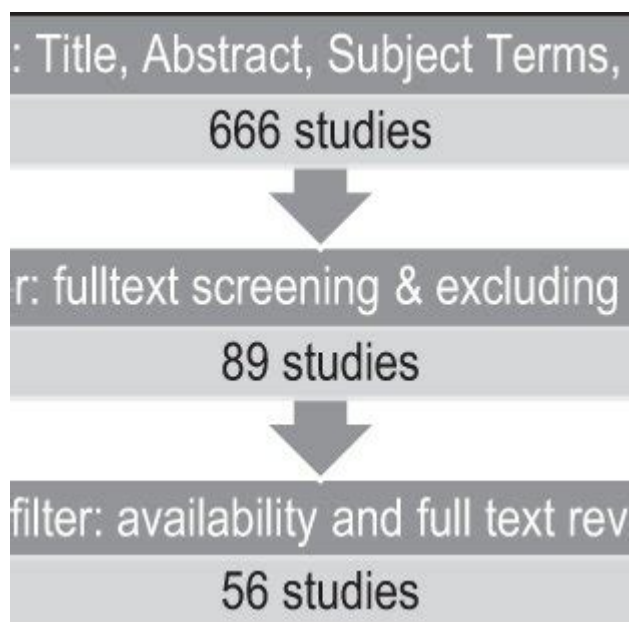 : Title, Abstract, Subject Terms,
666 studies
r: fulltext screening & excluding
89 studies
filter: availability and full text rev
56 studies